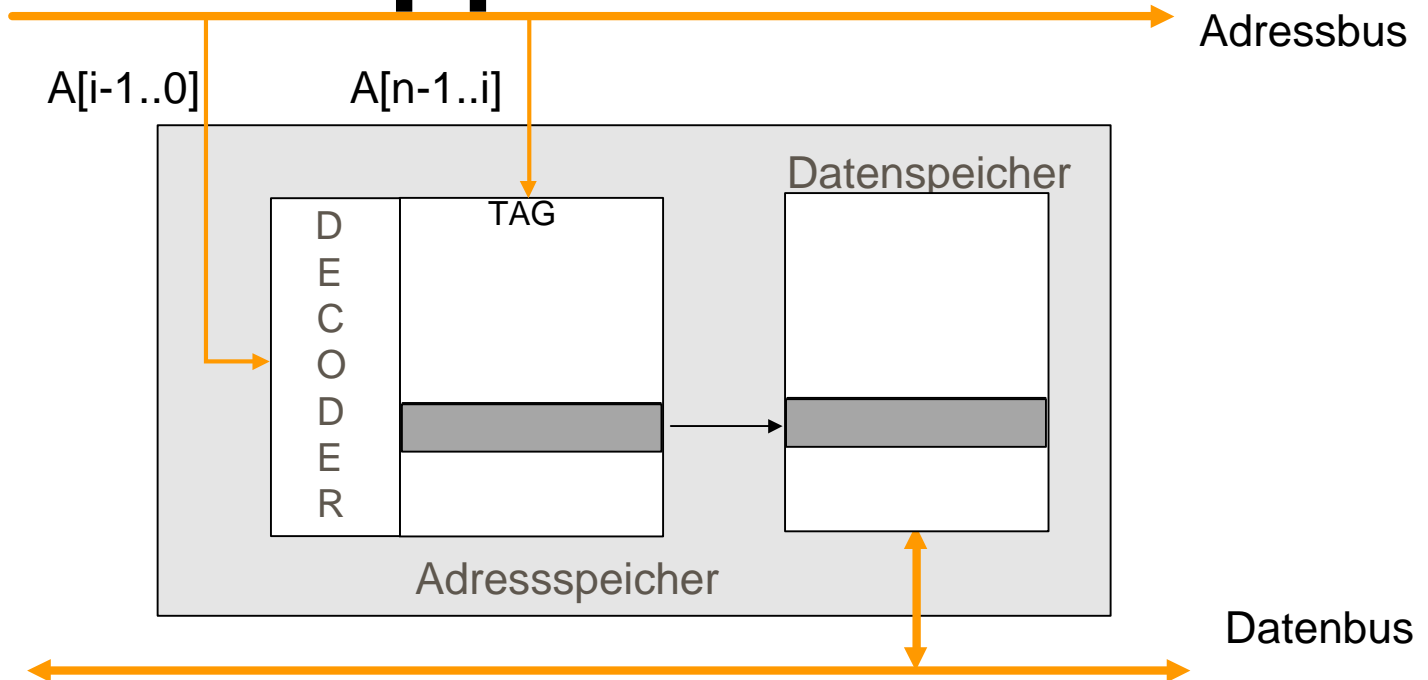 Adressbus
A[i-1..0]
A[n-1..i]
Datenspeicher
TAG
D
E
C
O
D
E
R
Adressspeicher
Datenbus